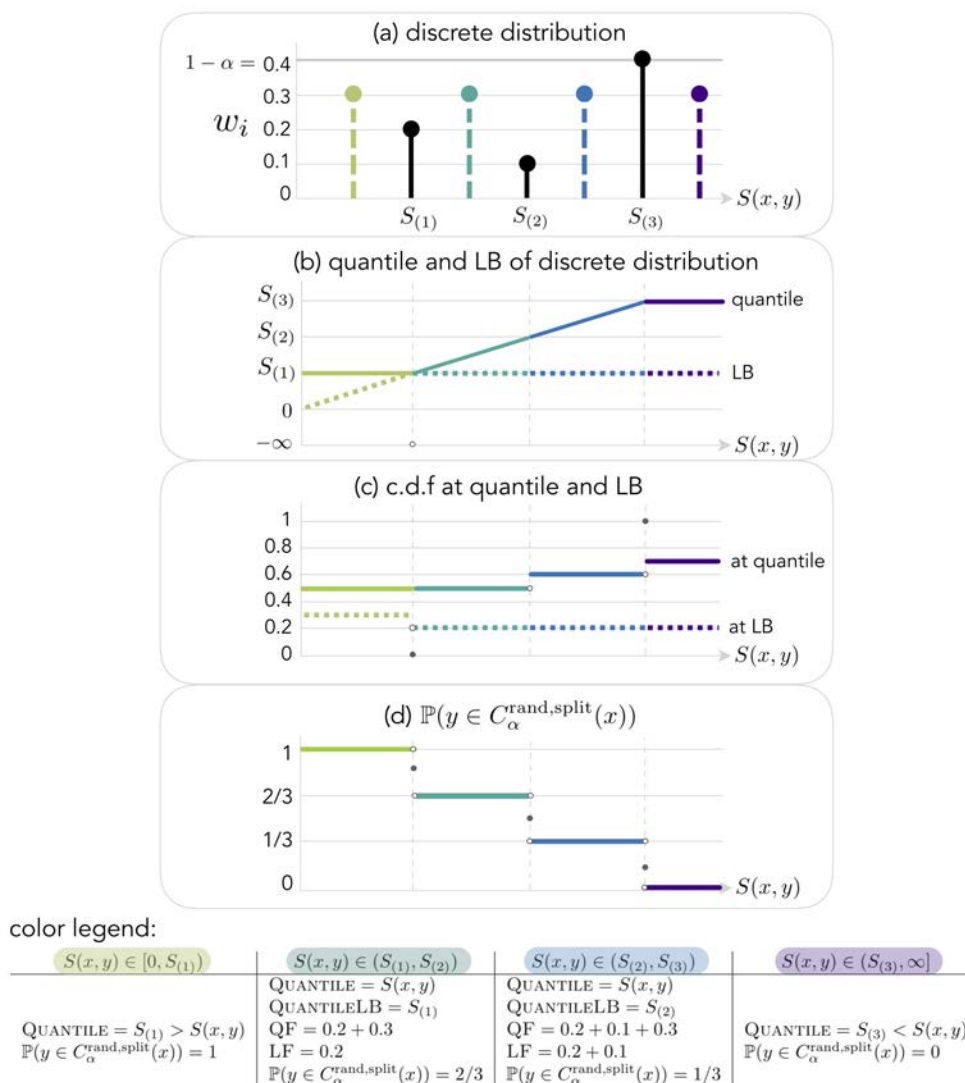 (a) discrete distribution
1 − α = 0.4
0.3
w_i 0.2
0.1
0
S(x, y)
S_(1) S_(2) S_(3)
(b) quantile and LB of discrete distribution
S_(3) quantile
S_(2)
S_(1) LB
0
−∞ S(x, y)
(c) c.d.f at quantile and LB
1
0.8
at quantile
0.6
0.4
0.2 at LB
0 S(x, y)
(d) ℙ(y ∈ C_α^rand,split(x))
1
2/3
1/3
0 S(x, y)
color legend:
S(x, y) ∈ [0, S_(1)) S(x, y) ∈ (S_(1), S_(2)) S(x, y) ∈ (S_(2), S_(3)) S(x, y) ∈ (S_(3), ∞]
QUANTILE = S_(1) > S(x, y)
ℙ(y ∈ C_α^rand,split(x)) = 1
QUANTILE = S(x, y)
QUANTILELB = S_(1)
QF = 0.2 + 0.3
LF = 0.2
ℙ(y ∈ C_α^rand,split(x)) = 2/3
QUANTILE = S(x, y)
QUANTILELB = S_(2)
QF = 0.2 + 0.1 + 0.3
LF = 0.2 + 0.1
ℙ(y ∈ C_α^rand,split(x)) = 1/3
QUANTILE = S_(3) < S(x, y)
ℙ(y ∈ C_α^rand,split(x)) = 0